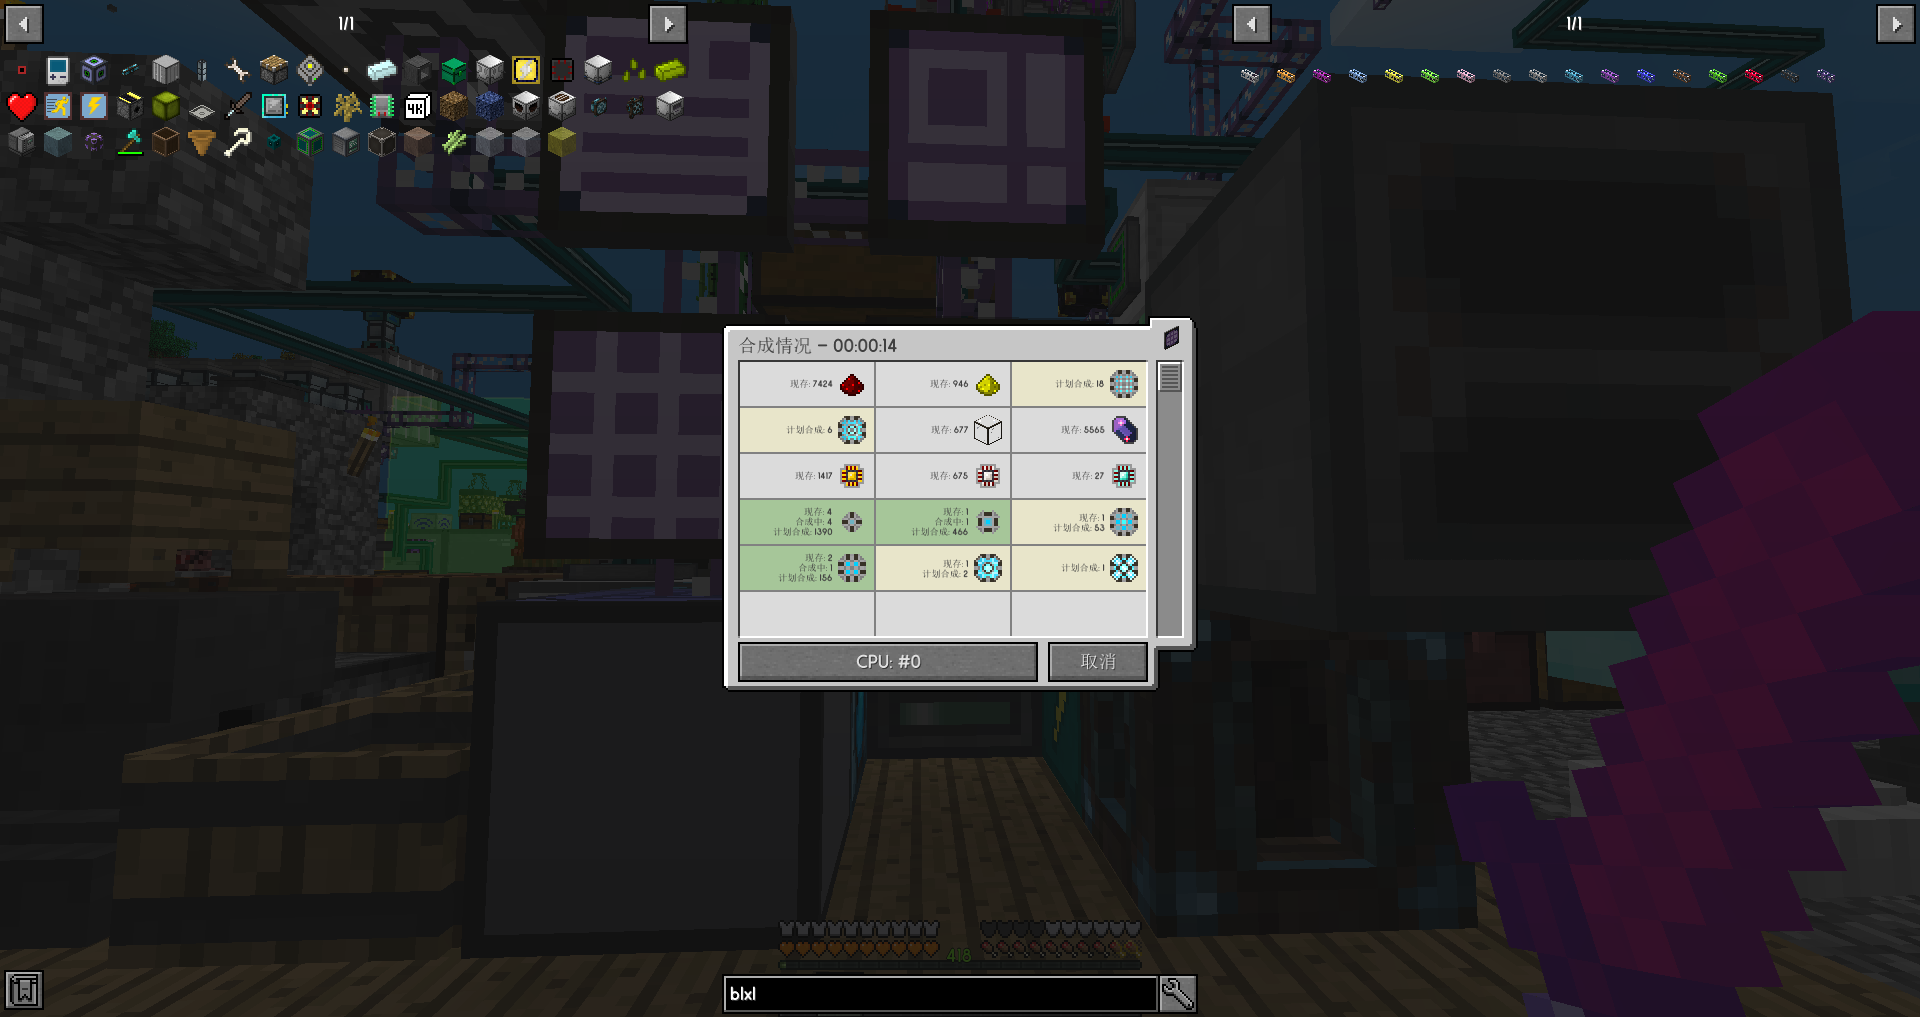 1/1
1/1
4K
合成情况 - 00:00:14
现存: 7424
现存: 946
计划合成: 18
计划合成: 6
现存: 677
现存: 5565
现存: 1417
现存: 675
现存: 27
现存: 4
合成中: 4
计划合成: 1390
现存: 1
合成中: 1
计划合成: 466
现存: 1
计划合成: 53
现存: 2
合成中: 1
计划合成: 156
现存: 1
计划合成: 2
计划合成: 1
CPU: #0
取消
418
blxl